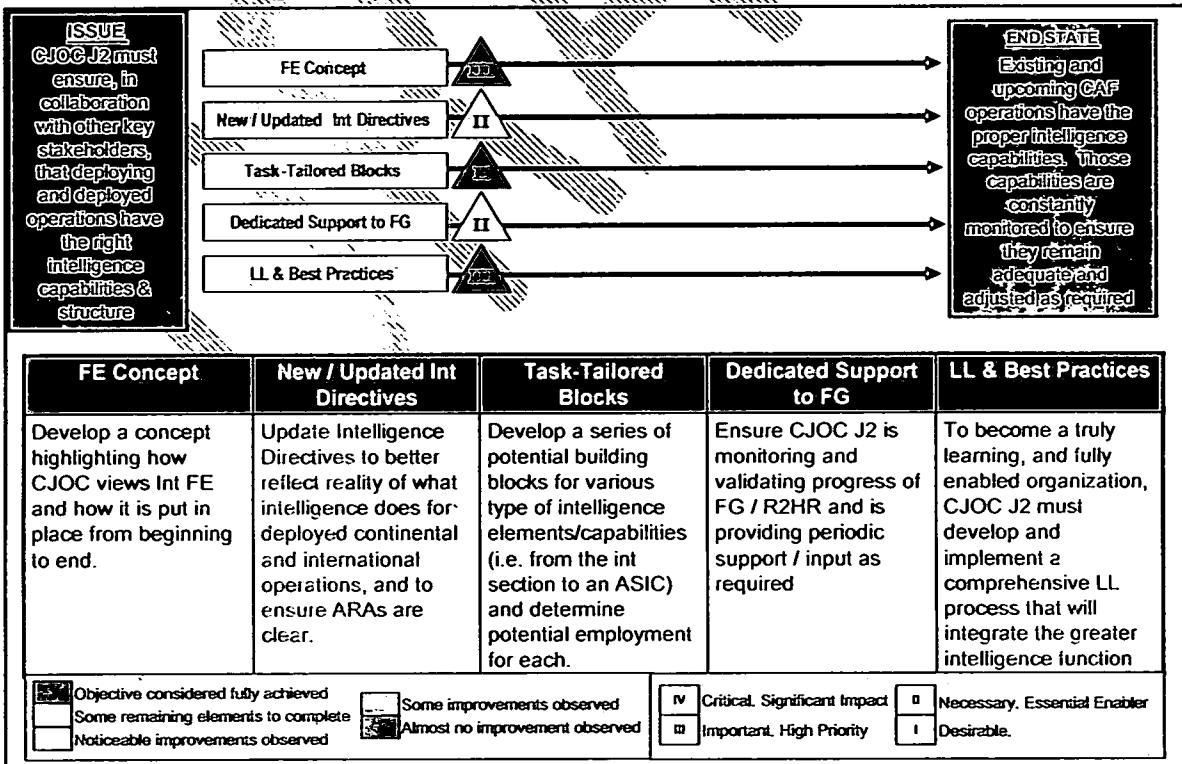 ISSUE
CJOC J2 must
ensure, in
collaboration
with other key
stakeholders,
that deploying
and deployed
operations have
the right
intelligence
capabilities &
structure
FE Concept
New / Updated Int Directives
II
Task-Tailored Blocks
Dedicated Support to FG
II
LL & Best Practices
END STATE
Existing and
upcoming CAF
operations have the
proper intelligence
capabilities. Those
capabilities are
constantly
monitored to ensure
they remain
adequate and
adjusted as required
FE Concept
Develop a concept
highlighting how
CJOC views Int FE
and how it is put in
place from beginning
to end.
New / Updated Int
Directives
Update Intelligence
Directives to better
reflect reality of what
intelligence does for
deployed continental
and international
operations, and to
ensure ARAs are
clear.
Task-Tailored
Blocks
Develop a series of
potential building
blocks for various
type of intelligence
elements/capabilities
(i.e. from the int
section to an ASIC)
and determine
potential employment
for each.
Dedicated Support
to FG
Ensure CJOC J2 is
monitoring and
validating progress of
FG / R2HR and is
providing periodic
support / input as
required
LL & Best Practices
To become a truly
learning, and fully
enabled organization,
CJOC J2 must
develop and
implement a
comprehensive LL
process that will
integrate the greater
intelligence function
Objective considered fully achieved
Some remaining elements to complete
Noticeable improvements observed
Some improvements observed
Almost no improvement observed
IV Critical, Significant Impact
III Important, High Priority
II Necessary, Essential Enabler
I Desirable.